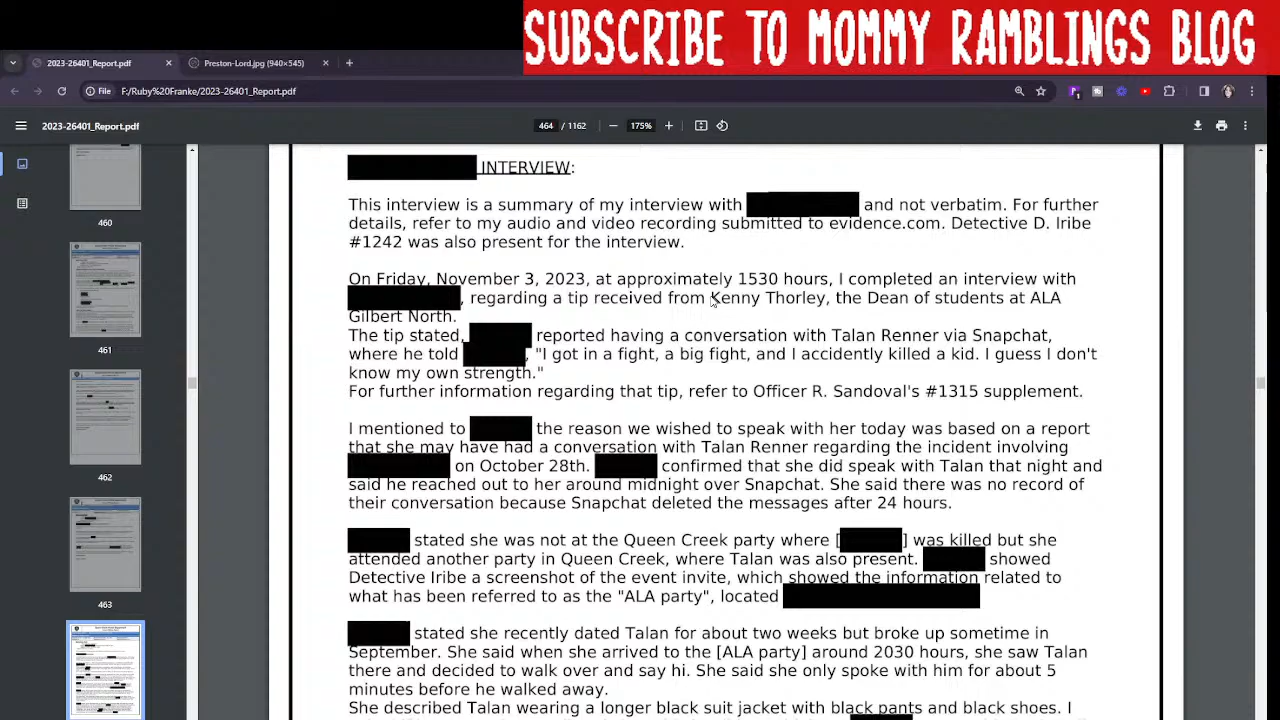 SUBSCRIBE TO MOMMY RAMBLINGS BLOG
2023-26401_Report.pdf
Preston-Lord.jpg (940×545)
File F:/Ruby%20Franke/2023-26401_Report.pdf
2023-26401_Report.pdf
464 / 1162
175%
460
461
462
463
INTERVIEW:
This interview is a summary of my interview with and not verbatim. For further
details, refer to my audio and video recording submitted to evidence.com. Detective D. Iribe
#1242 was also present for the interview.
On Friday, November 3, 2023, at approximately 1530 hours, I completed an interview with
, regarding a tip received from Kenny Thorley, the Dean of students at ALA
Gilbert North.
The tip stated, reported having a conversation with Talan Renner via Snapchat,
where he told , "I got in a fight, a big fight, and I accidently killed a kid. I guess I don't
know my own strength."
For further information regarding that tip, refer to Officer R. Sandoval's #1315 supplement.
I mentioned to the reason we wished to speak with her today was based on a report
that she may have had a conversation with Talan Renner regarding the incident involving
on October 28th. confirmed that she did speak with Talan that night and
said he reached out to her around midnight over Snapchat. She said there was no record of
their conversation because Snapchat deleted the messages after 24 hours.
stated she was not at the Queen Creek party where [ ] was killed but she
attended another party in Queen Creek, where Talan was also present. showed
Detective Iribe a screenshot of the event invite, which showed the information related to
what has been referred to as the "ALA party", located
stated she recently dated Talan for about two weeks but broke up sometime in
September. She said when she arrived to the [ALA party] around 2030 hours, she saw Talan
there and decided to walk over and say hi. She said she only spoke with him for about 5
minutes before he walked away.
She described Talan wearing a longer black suit jacket with black pants and black shoes. I